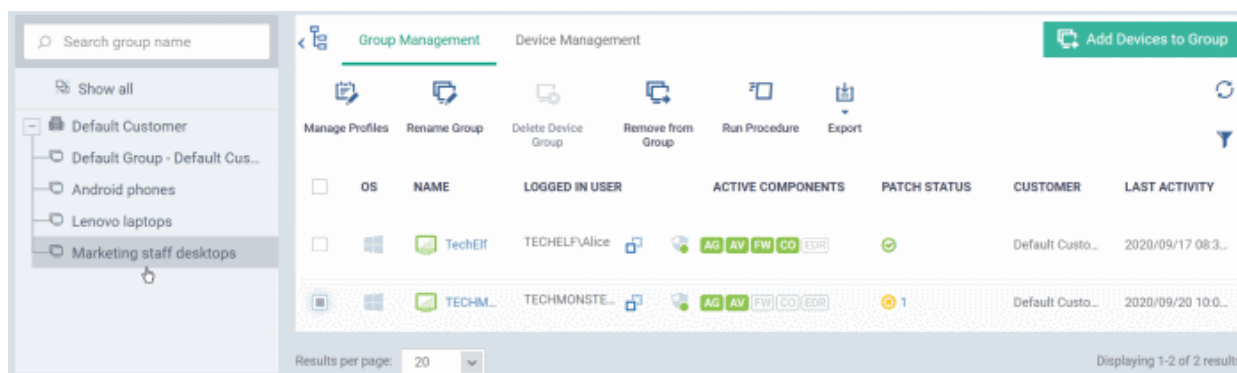 Search group name
Show all
Default Customer
Default Group - Default Cus...
Android phones
Lenovo laptops
Marketing staff desktops
Group Management
Device Management
Add Devices to Group
Manage Profiles
Rename Group
Delete Device
Group
Remove from
Group
Run Procedure
Export
OS NAME LOGGED IN USER ACTIVE COMPONENTS PATCH STATUS CUSTOMER LAST ACTIVITY
TechElf TECHELF\Alice AG AV FW CO EDR Default Custo... 2020/09/17 08:3...
TECHM... TECHMONSTE... AG AV FW CO EDR 1 Default Custo... 2020/09/20 10:0...
Results per page: 20
Displaying 1-2 of 2 results